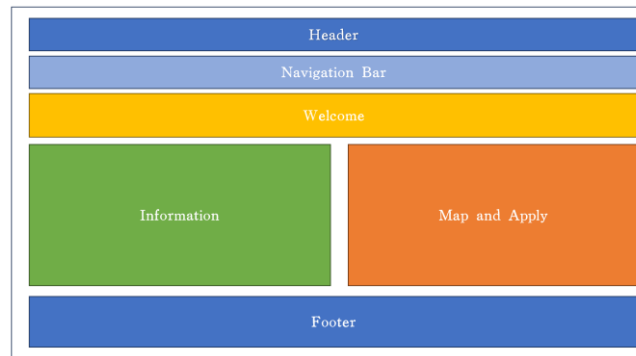 Header
Navigation Bar
Welcome
Information
Map and Apply
Footer